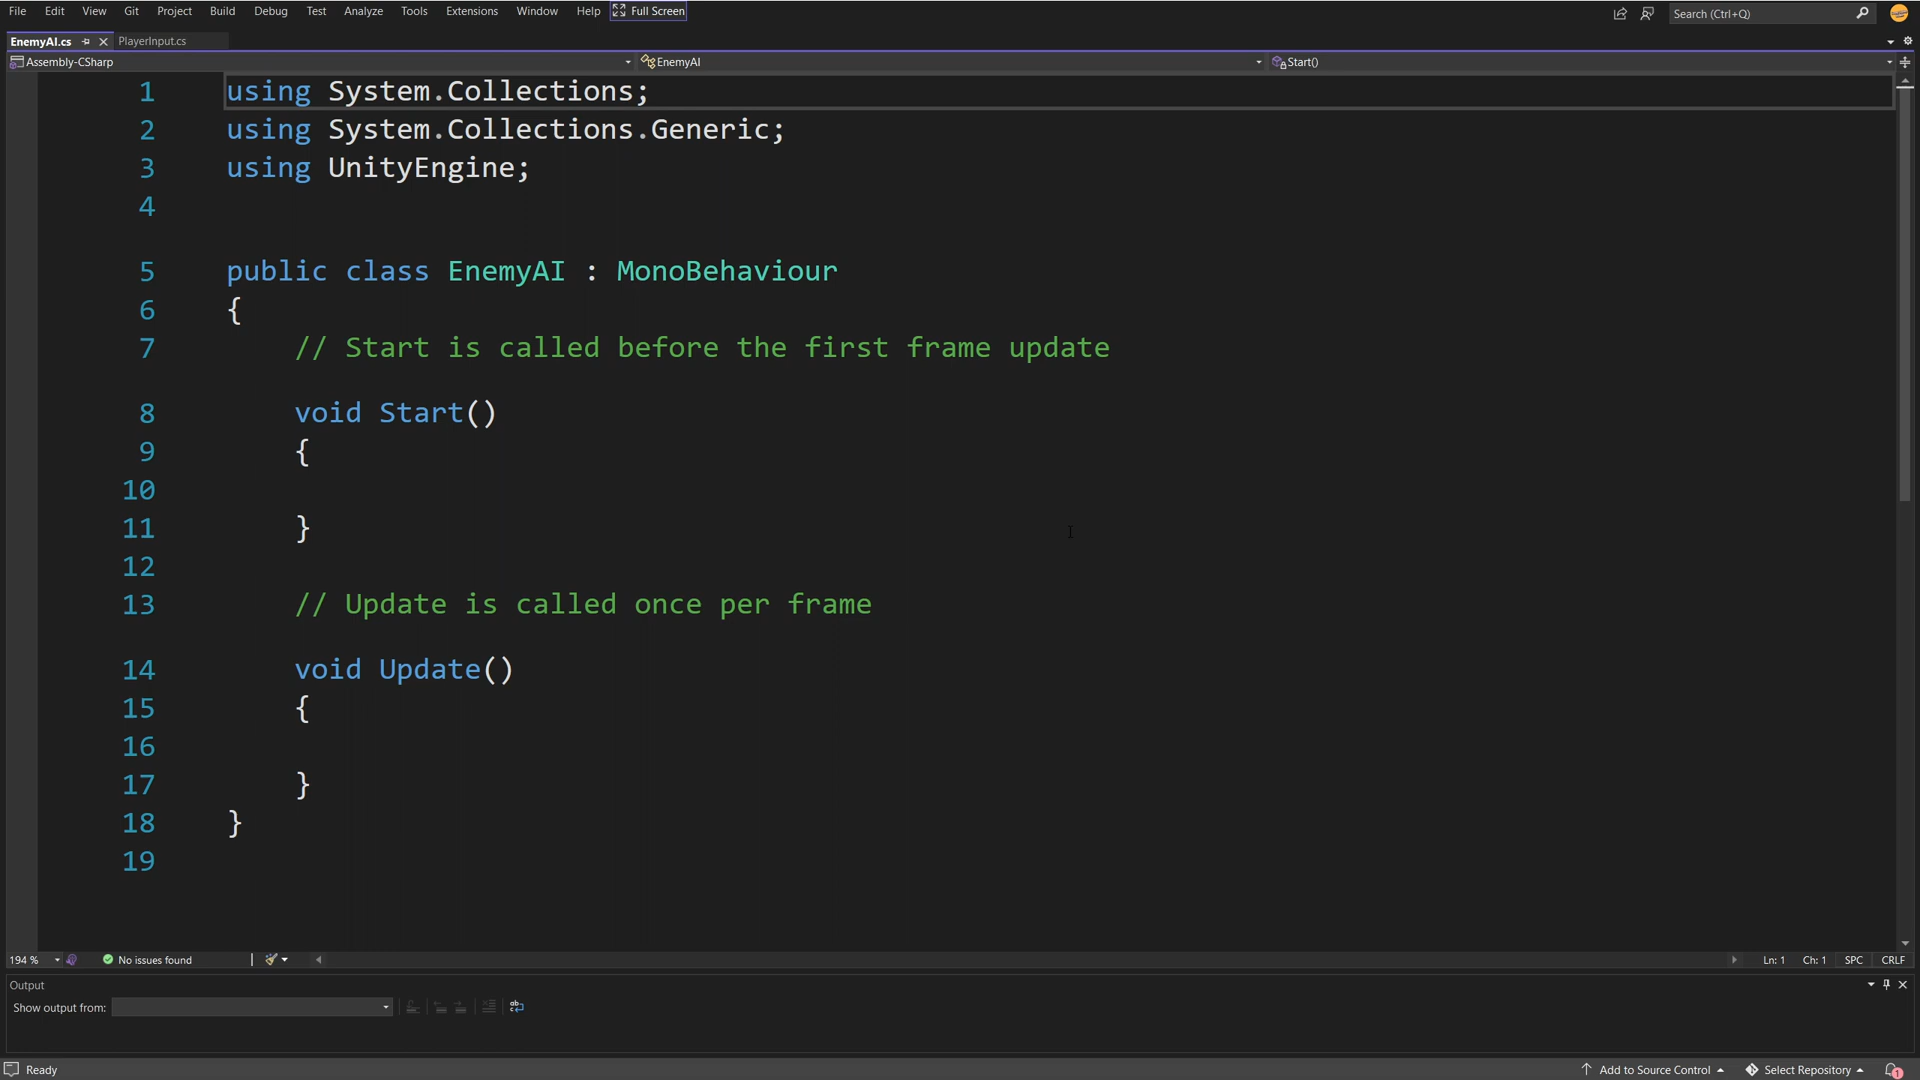 File Edit View Git Project Build Debug Test Analyze Tools Extensions Window Help Full Screen Search (Ctrl+Q)
EnemyAI.cs PlayerInput.cs
Assembly-CSharp EnemyAI Start()
1 using System.Collections;
2 using System.Collections.Generic;
3 using UnityEngine;
4
5 public class EnemyAI : MonoBehaviour
6 {
7 // Start is called before the first frame update
8 void Start()
9 {
10
11 }
12
13 // Update is called once per frame
14 void Update()
15 {
16
17 }
18 }
19
194 % No issues found Ln: 1 Ch: 1 SPC CRLF
Output
Show output from:
Ready Add to Source Control Select Repository 1